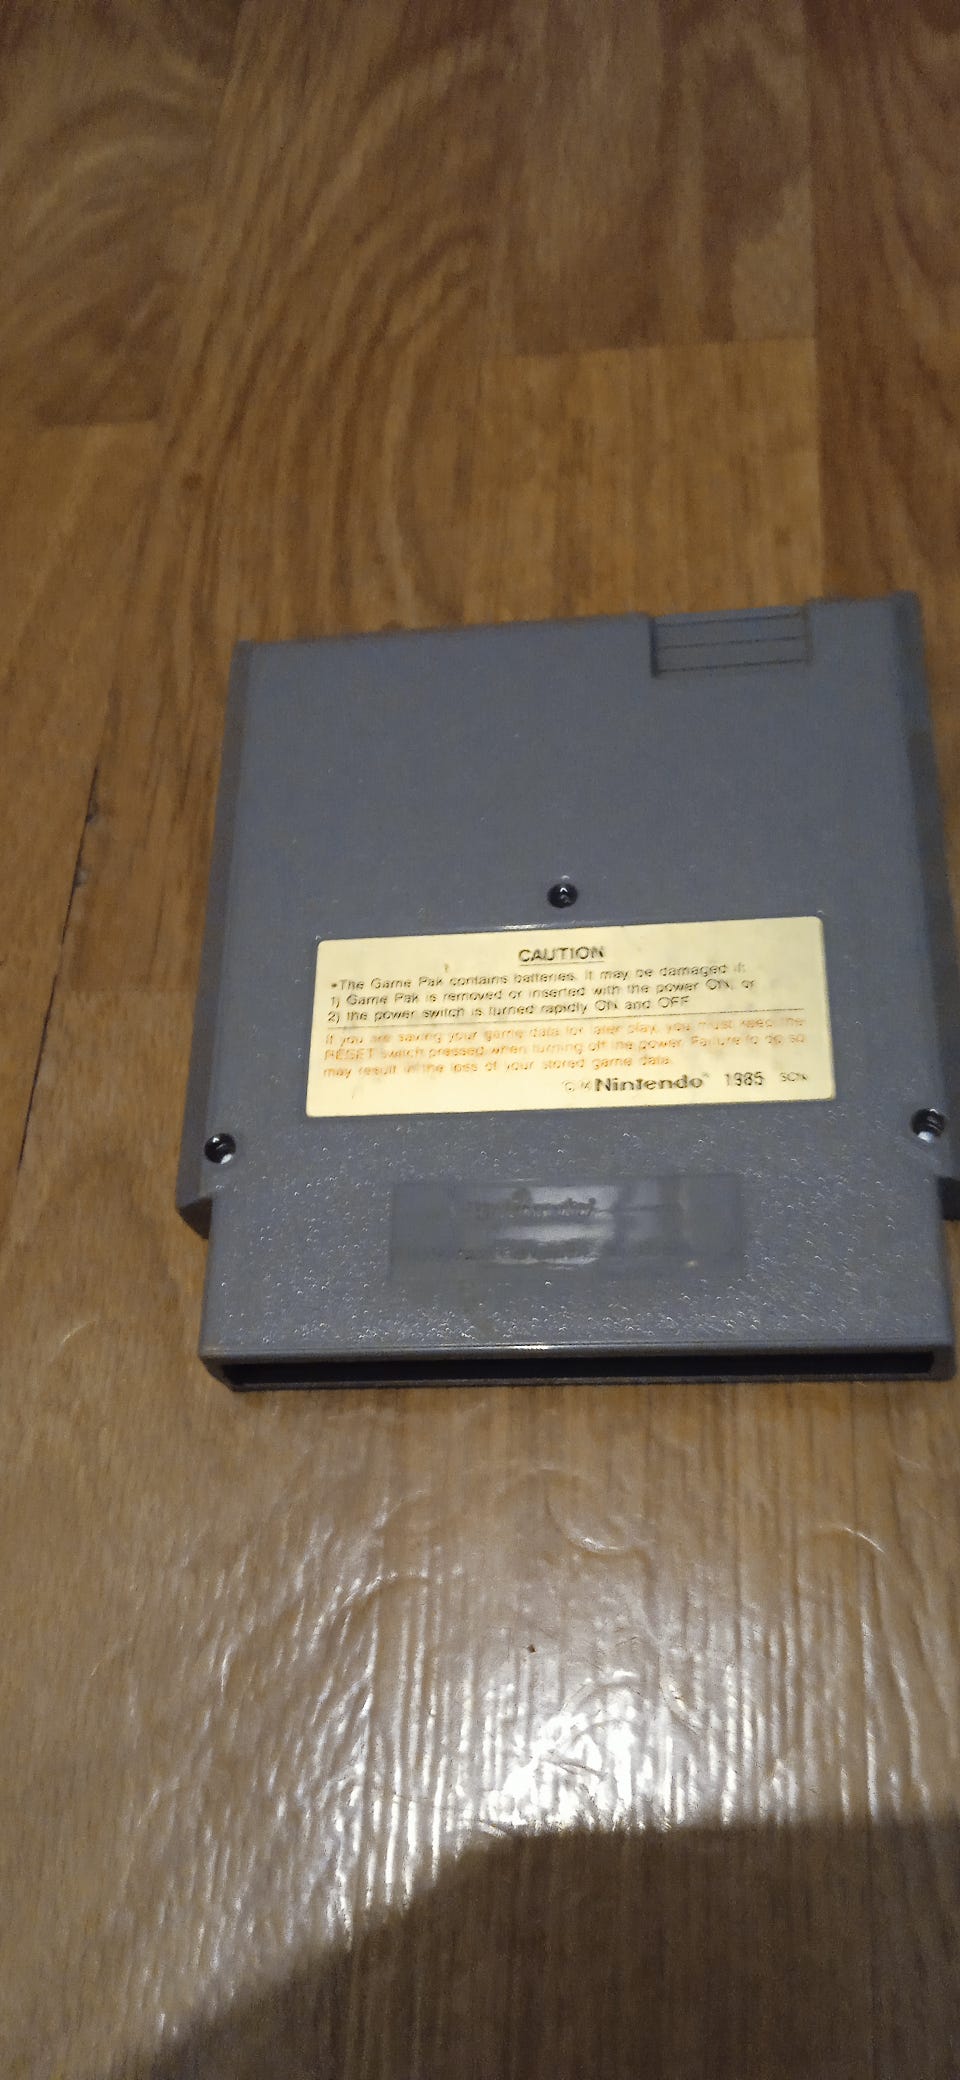 CAUTION
•The Game Pak contains batteries. It may be damaged if:
1) Game Pak is removed or inserted with the power ON, or
2) the power switch is turned rapidly ON and OFF
If you are saving your game data for later play, you must keep the
RESET switch pressed when turning off the power. Failure to do so
may result in the loss of your stored game data.
Nintendo® 1985 SCN